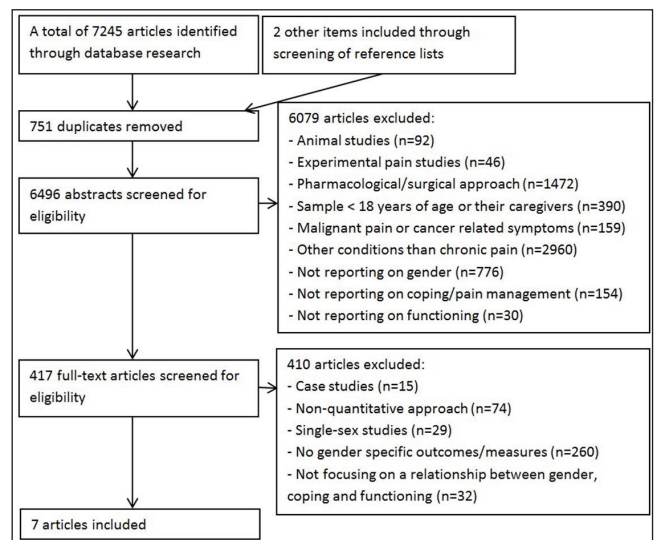 A total of 7245 articles identified
through database research
2 other items included through
screening of reference lists
751 duplicates removed
6079 articles excluded:
- Animal studies (n=92)
- Experimental pain studies (n=46)
- Pharmacological/surgical approach (n=1472)
- Sample < 18 years of age or their caregivers (n=390)
- Malignant pain or cancer related symptoms (n=159)
- Other conditions than chronic pain (n=2960)
- Not reporting on gender (n=776)
- Not reporting on coping/pain management (n=154)
- Not reporting on functioning (n=30)
6496 abstracts screened for
eligibility
417 full-text articles screened for
eligibility
410 articles excluded:
- Case studies (n=15)
- Non-quantitative approach (n=74)
- Single-sex studies (n=29)
- No gender specific outcomes/measures (n=260)
- Not focusing on a relationship between gender,
coping and functioning (n=32)
7 articles included